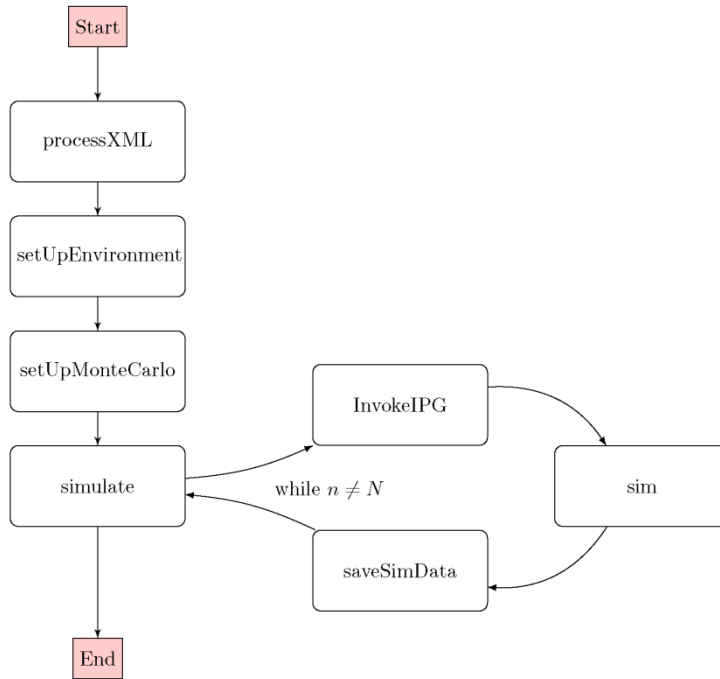 Start
processXML
setUpEnvironment
setUpMonteCarlo
InvokeIPG
simulate
while n ≠ N
sim
saveSimData
End